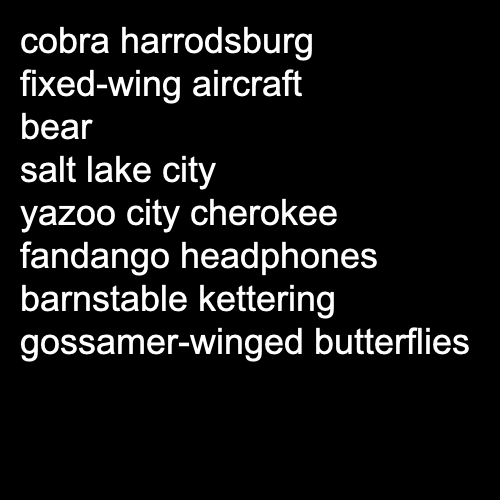 cobra harrodsburg
fixed-wing aircraft
bear
salt lake city
yazoo city cherokee
fandango headphones
barnstable kettering
gossamer-winged butterflies